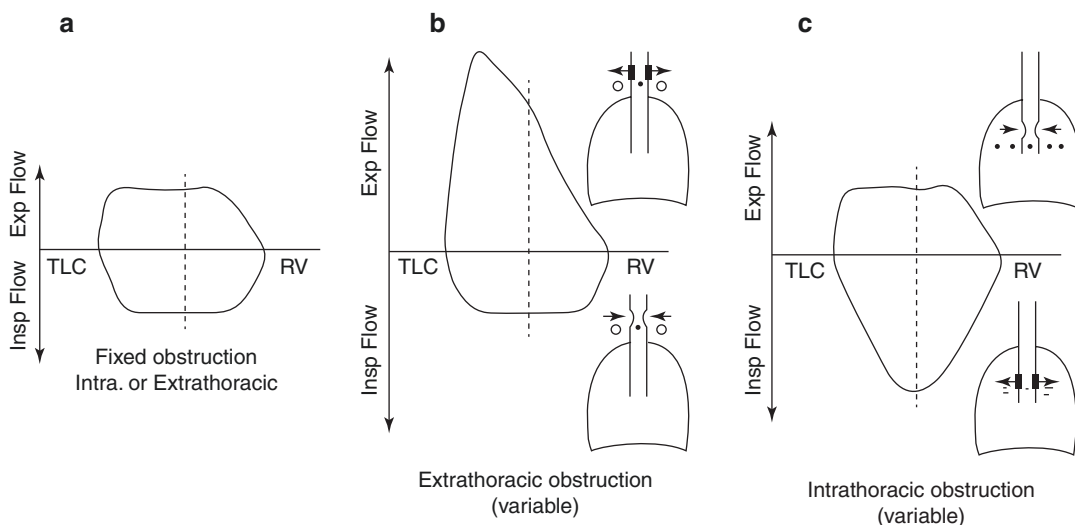 a
Exp Flow
Insp Flow
TLC
RV
Fixed obstruction
Intra. or Extrathoracic
b
Exp Flow
Insp Flow
TLC
RV
Extrathoracic obstruction
(variable)
c
Exp Flow
Insp Flow
TLC
RV
Intrathoracic obstruction
(variable)